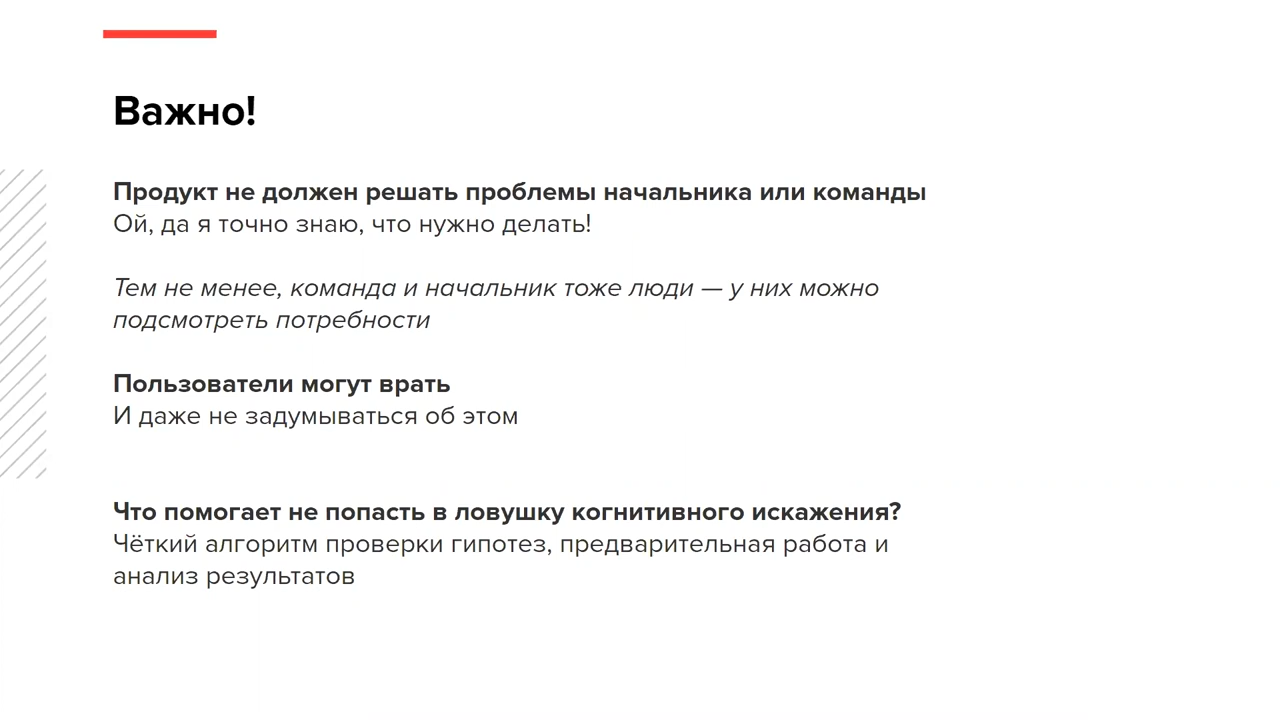 Важно!
Продукт не должен решать проблемы начальника или команды
Ой, да я точно знаю, что нужно делать!
Тем не менее, команда и начальник тоже люди — у них можно
подсмотреть потребности
Пользователи могут врать
И даже не задумываться об этом
Что помогает не попасть в ловушку когнитивного искажения?
Чёткий алгоритм проверки гипотез, предварительная работа и
анализ результатов